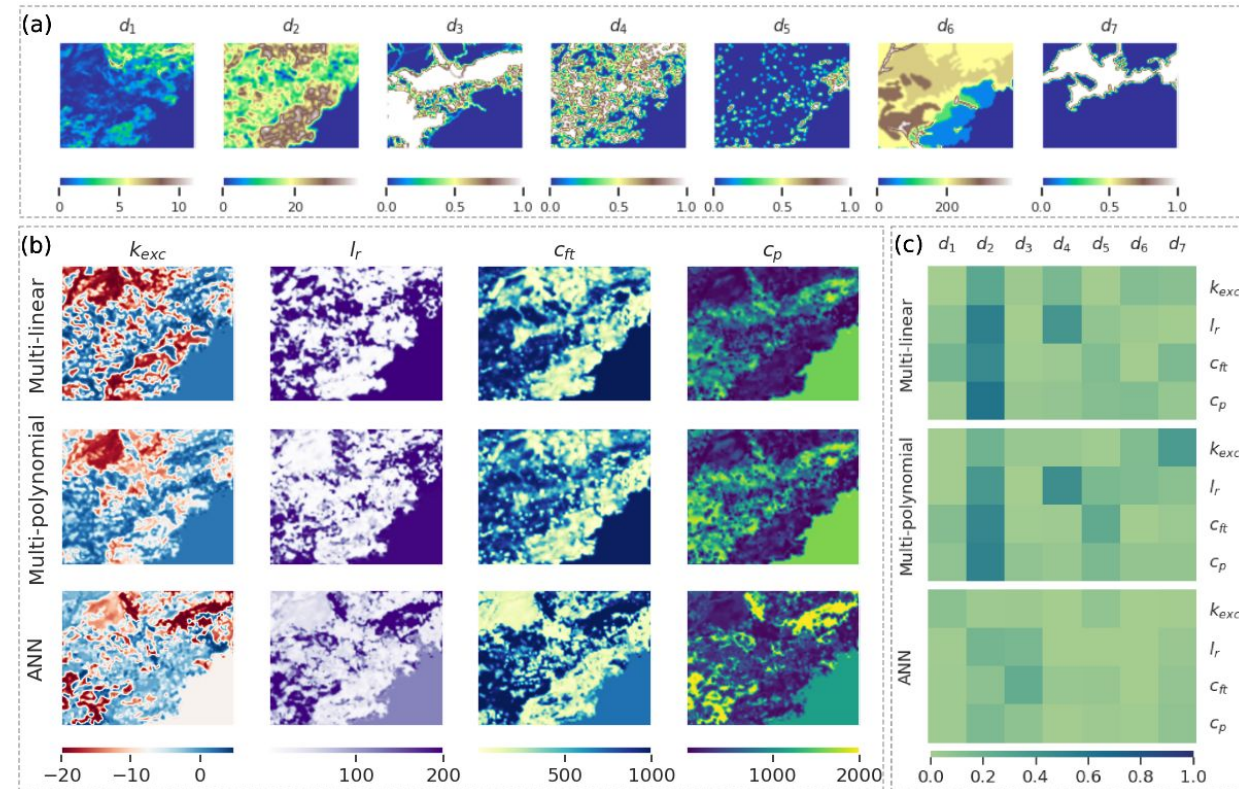 (a)
d1 d2 d3 d4 d5 d6 d7
0 5 10 0 20 0.0 0.5 1.0 0.0 0.5 1.0 0.0 0.5 1.0 0 200 0.0 0.5 1.0
(b)
kexc lr cft cp
Multi-linear
Multi-polynomial
ANN
−20 −10 0 100 200 500 1000 1000 2000
(c)
d1 d2 d3 d4 d5 d6 d7
Multi-linear
kexc
lr
cft
cp
Multi-polynomial
kexc
lr
cft
cp
ANN
kexc
lr
cft
cp
0.0 0.2 0.4 0.6 0.8 1.0